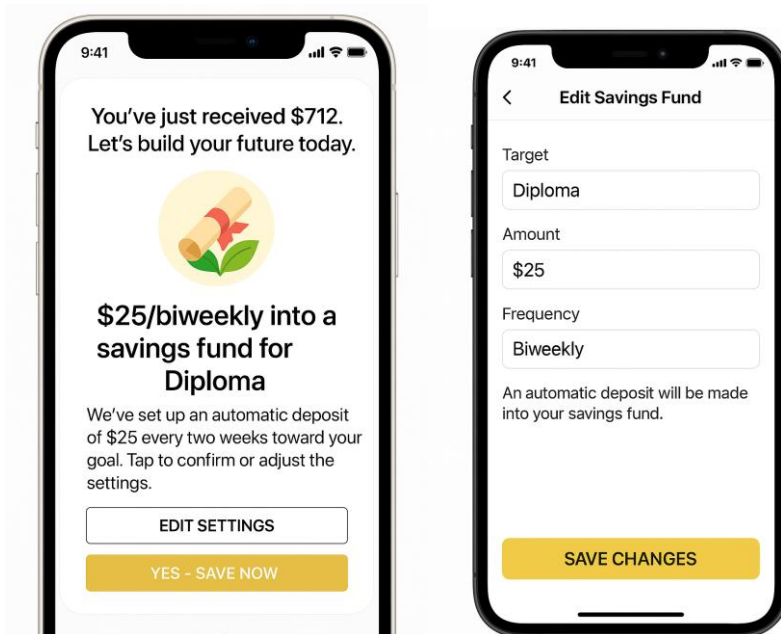 9:41
You've just received $712.
Let's build your future today.
$25/biweekly into a
savings fund for
Diploma
We've set up an automatic deposit
of $25 every two weeks toward your
goal. Tap to confirm or adjust the
settings.
EDIT SETTINGS
YES - SAVE NOW
9:41
Edit Savings Fund
Target
Diploma
Amount
$25
Frequency
Biweekly
An automatic deposit will be made
into your savings fund.
SAVE CHANGES